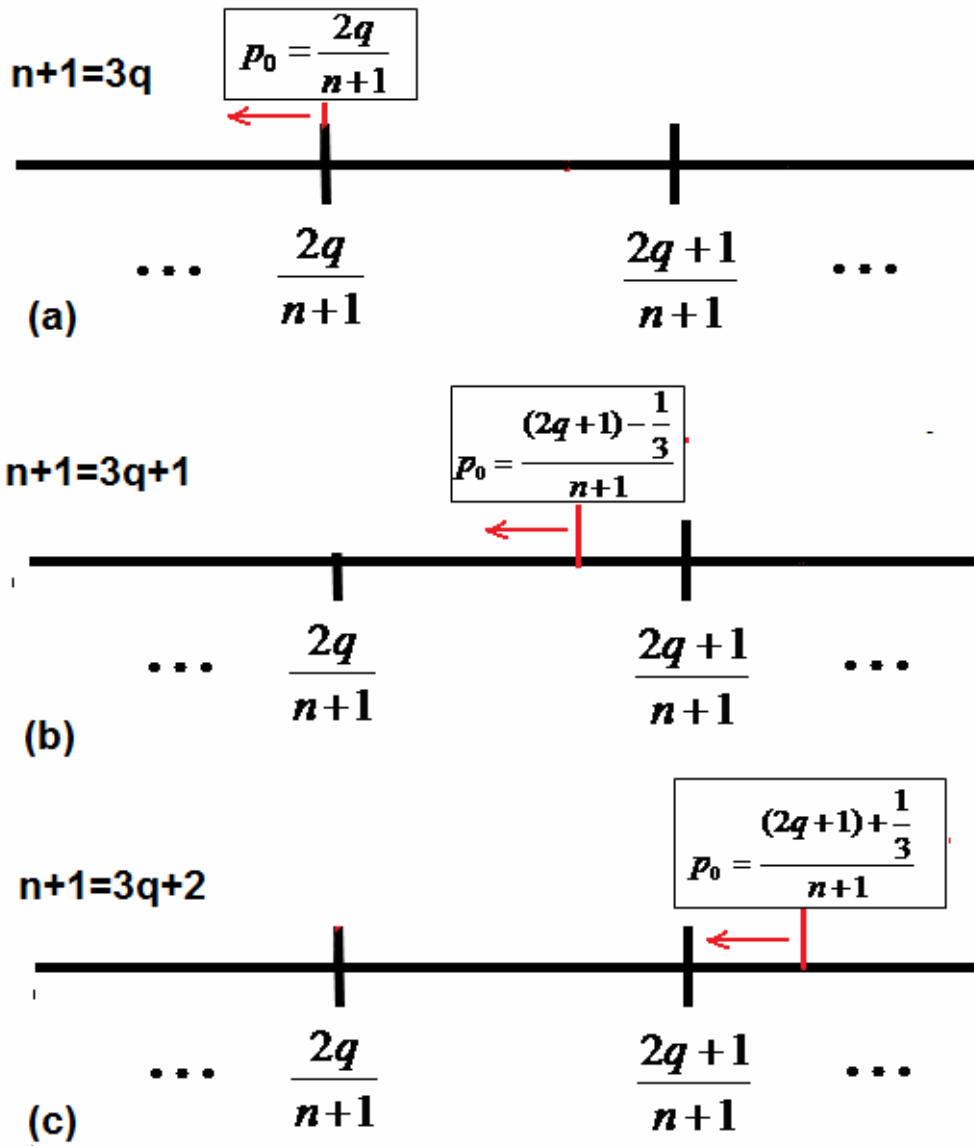 n+1=3q
p₀ = 2q/(n+1)
... 2q/(n+1) (2q+1)/(n+1) ...
(a)
n+1=3q+1
p₀ = ((2q+1)−1/3)/(n+1)
... 2q/(n+1) (2q+1)/(n+1) ...
(b)
n+1=3q+2
p₀ = ((2q+1)+1/3)/(n+1)
... 2q/(n+1) (2q+1)/(n+1) ...
(c)